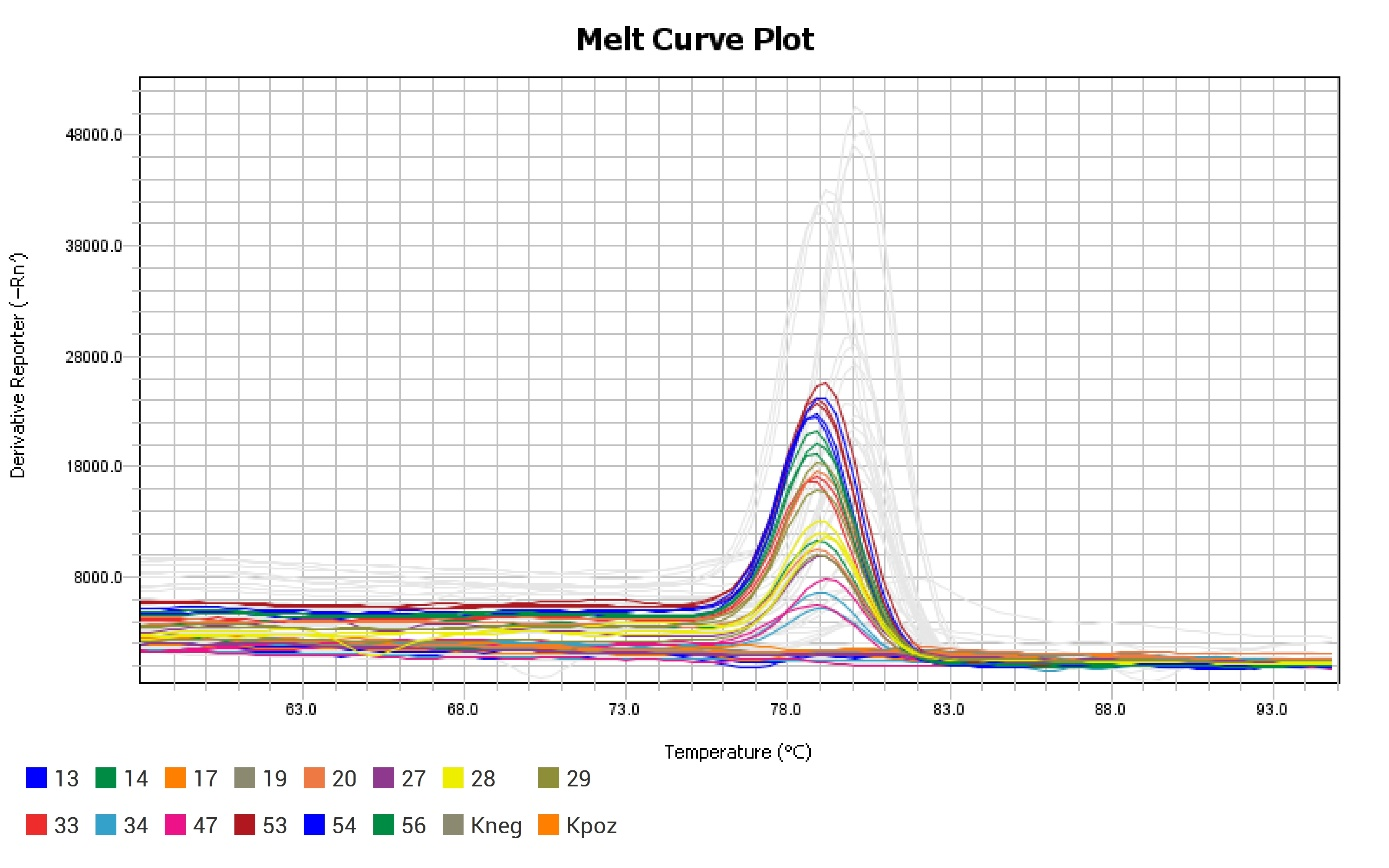 Melt Curve Plot
Derivative Reporter (-Rn')
48000.0
38000.0
28000.0
18000.0
8000.0
63.0 68.0 73.0 78.0 83.0 88.0 93.0
Temperature (°C)
13 14 17 19 20 27 28 29
33 34 47 53 54 56 Kneg Kpoz